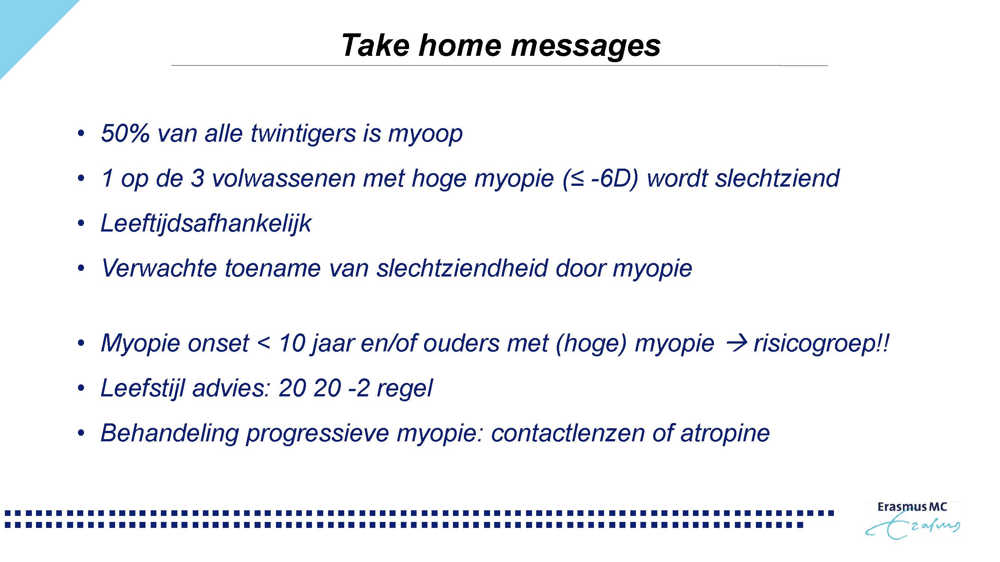 Take home messages
• 50% van alle twintigers is myoop
• 1 op de 3 volwassenen met hoge myopie (≤ -6D) wordt slechtziend
• Leeftijdsafhankelijk
• Verwachte toename van slechtziendheid door myopie
• Myopie onset < 10 jaar en/of ouders met (hoge) myopie → risicogroep!!
• Leefstijl advies: 20 20 -2 regel
• Behandeling progressieve myopie: contactlenzen of atropine
Erasmus MC
Erasmus